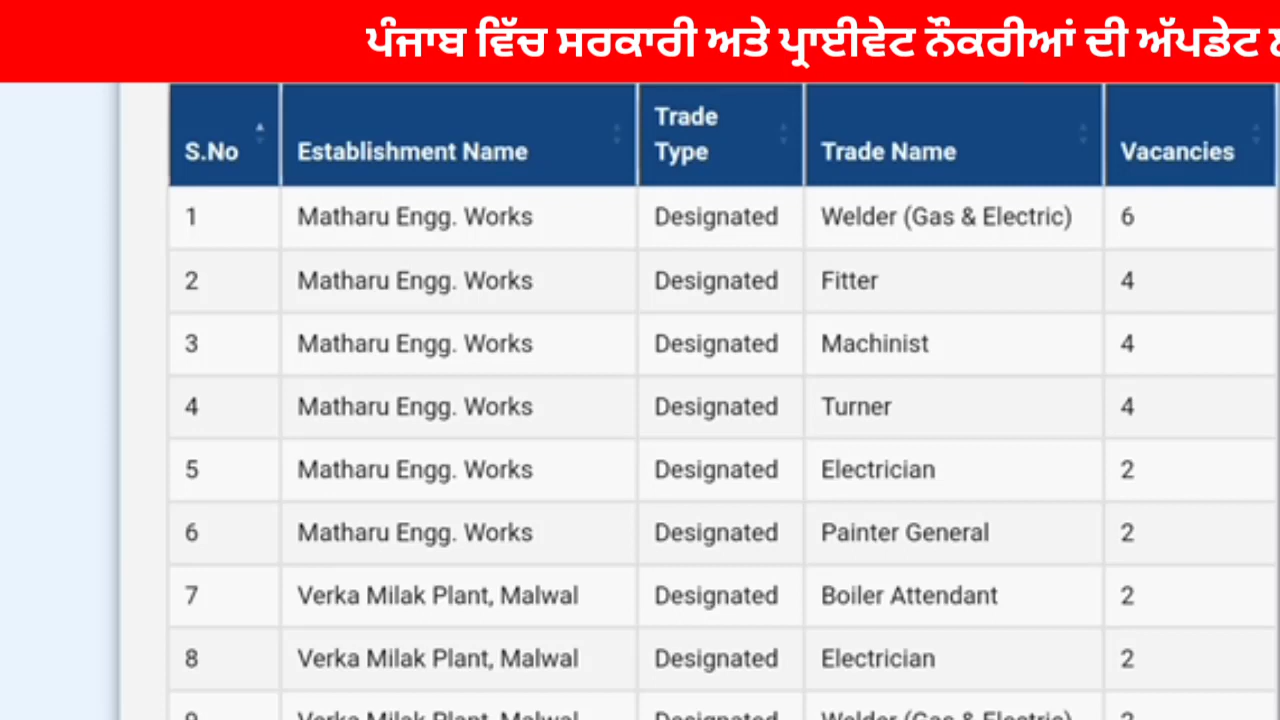 ਪੰਜਾਬ ਵਿੱਚ ਸਰਕਾਰੀ ਅਤੇ ਪ੍ਰਾਈਵੇਟ ਨੌਕਰੀਆਂ ਦੀ ਅੱਪਡੇਟ
S.No Establishment Name Trade Type Trade Name Vacancies
1 Matharu Engg. Works Designated Welder (Gas & Electric) 6
2 Matharu Engg. Works Designated Fitter 4
3 Matharu Engg. Works Designated Machinist 4
4 Matharu Engg. Works Designated Turner 4
5 Matharu Engg. Works Designated Electrician 2
6 Matharu Engg. Works Designated Painter General 2
7 Verka Milak Plant, Malwal Designated Boiler Attendant 2
8 Verka Milak Plant, Malwal Designated Electrician 2
Verka Milak Plant, Malwal Designated Welder (Gas & Electric)